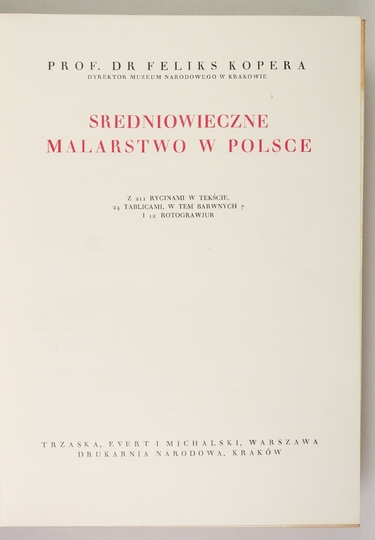 PROF. DR FELIKS KOPERA
DYREKTOR MUZEUM NARODOWEGO W KRAKOWIE
SREDNIOWIECZNE
MALARSTWO W POLSCE
Z 211 RYCINAMI W TEKŚCIE,
24 TABLICAMI, W TEM BARWNYCH 7
I 12 ROTOGRAWJUR
TRZASKA, EVERT I MICHALSKI, WARSZAWA
DRUKARNIA NARODOWA, KRAKÓW